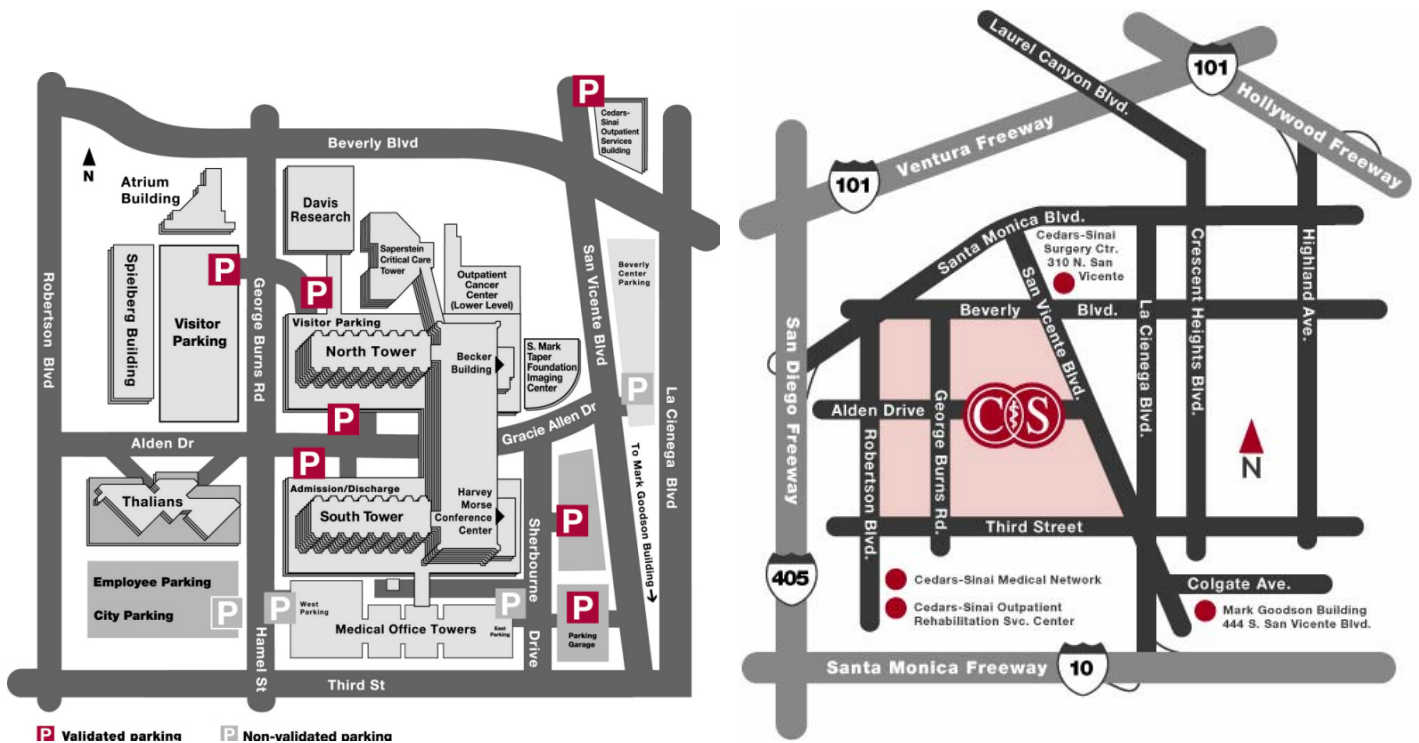 P
Cedars-
Sinai
Outpatient
Services
Building
Beverly Blvd
N
Atrium
Building
Davis
Research
Saperstein
Critical Care
Tower
Outpatient
Cancer
Center
(Lower Level)
San Vicente Blvd
Beverly
Center
Parking
Robertson Blvd
Spielberg Building
Visitor
Parking
P
George Burns Rd
P
Visitor Parking
North Tower
Becker
Building
S. Mark
Taper
Foundation
Imaging
Center
P
La Cienega Blvd
Alden Dr
P
Gracie Allen Dr
To Mark Goodson Building
Thalians
P
Admission/Discharge
South Tower
Harvey
Morse
Conference
Center
Sherbourne
Drive
P
Employee Parking
City Parking
P
P
West
Parking
Medical Office Towers
P
East
Parking
P
Parking
Garage
Hamel St
Third St
P Validated parking
P Non-validated parking
Laurel Canyon Blvd.
101
Hollywood Freeway
Ventura Freeway
101
Santa Monica Blvd.
Cedars-Sinai
Surgery Ctr.
310 N. San
Vicente
San Vicente Blvd.
Crescent Heights Blvd.
Highland Ave.
Beverly Blvd.
La Cienega Blvd.
San Diego Freeway
Alden Drive
CS
George Burns Rd.
Robertson Blvd.
N
Third Street
405
Cedars-Sinai Medical Network
Cedars-Sinai Outpatient
Rehabilitation Svc. Center
Colgate Ave.
Mark Goodson Building
444 S. San Vicente Blvd.
Santa Monica Freeway
10